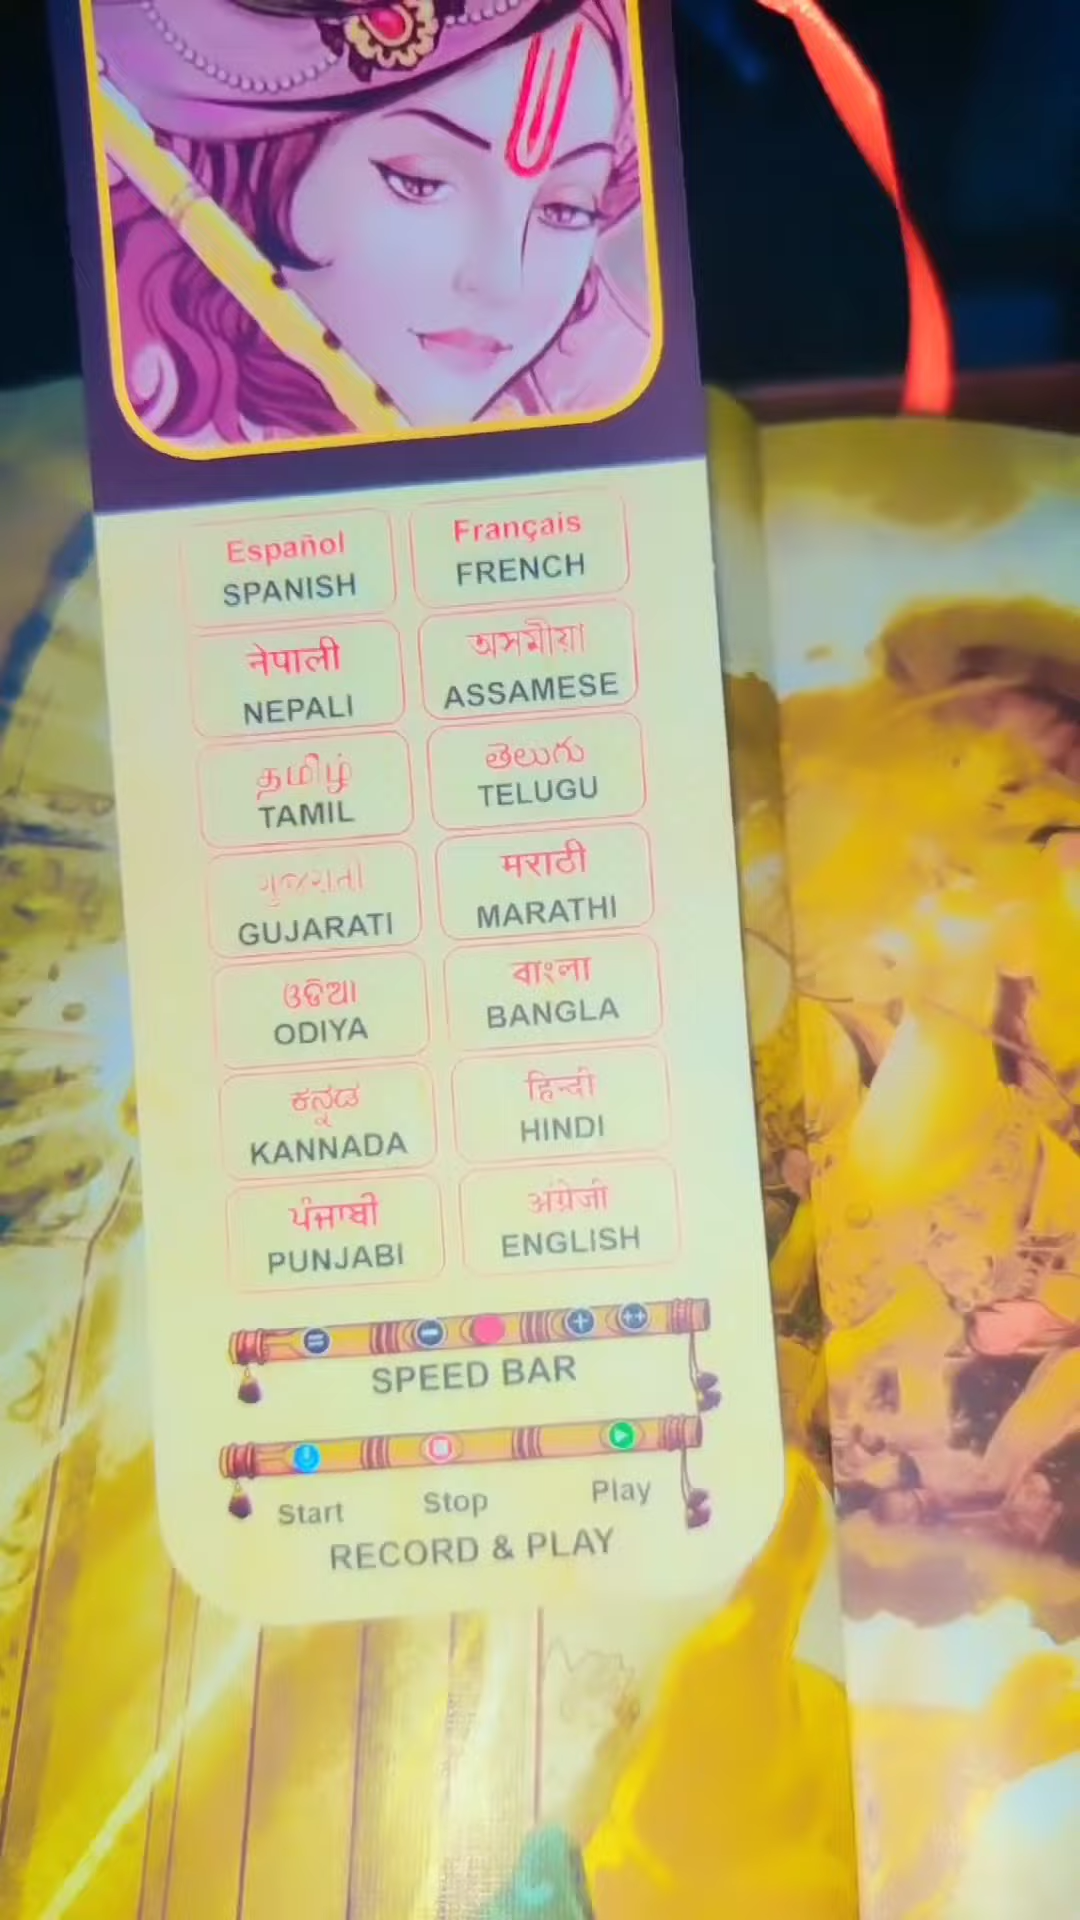 Español
SPANISH
Français
FRENCH
नेपाली
NEPALI
অসমীয়া
ASSAMESE
தமிழ்
TAMIL
తెలుగు
TELUGU
ગુજરાતી
GUJARATI
मराठी
MARATHI
ଓଡିଆ
ODIYA
বাংলা
BANGLA
ಕನ್ನಡ
KANNADA
हिन्दी
HINDI
ਪੰਜਾਬੀ
PUNJABI
अंग्रेजी
ENGLISH
SPEED BAR
Start Stop Play
RECORD & PLAY